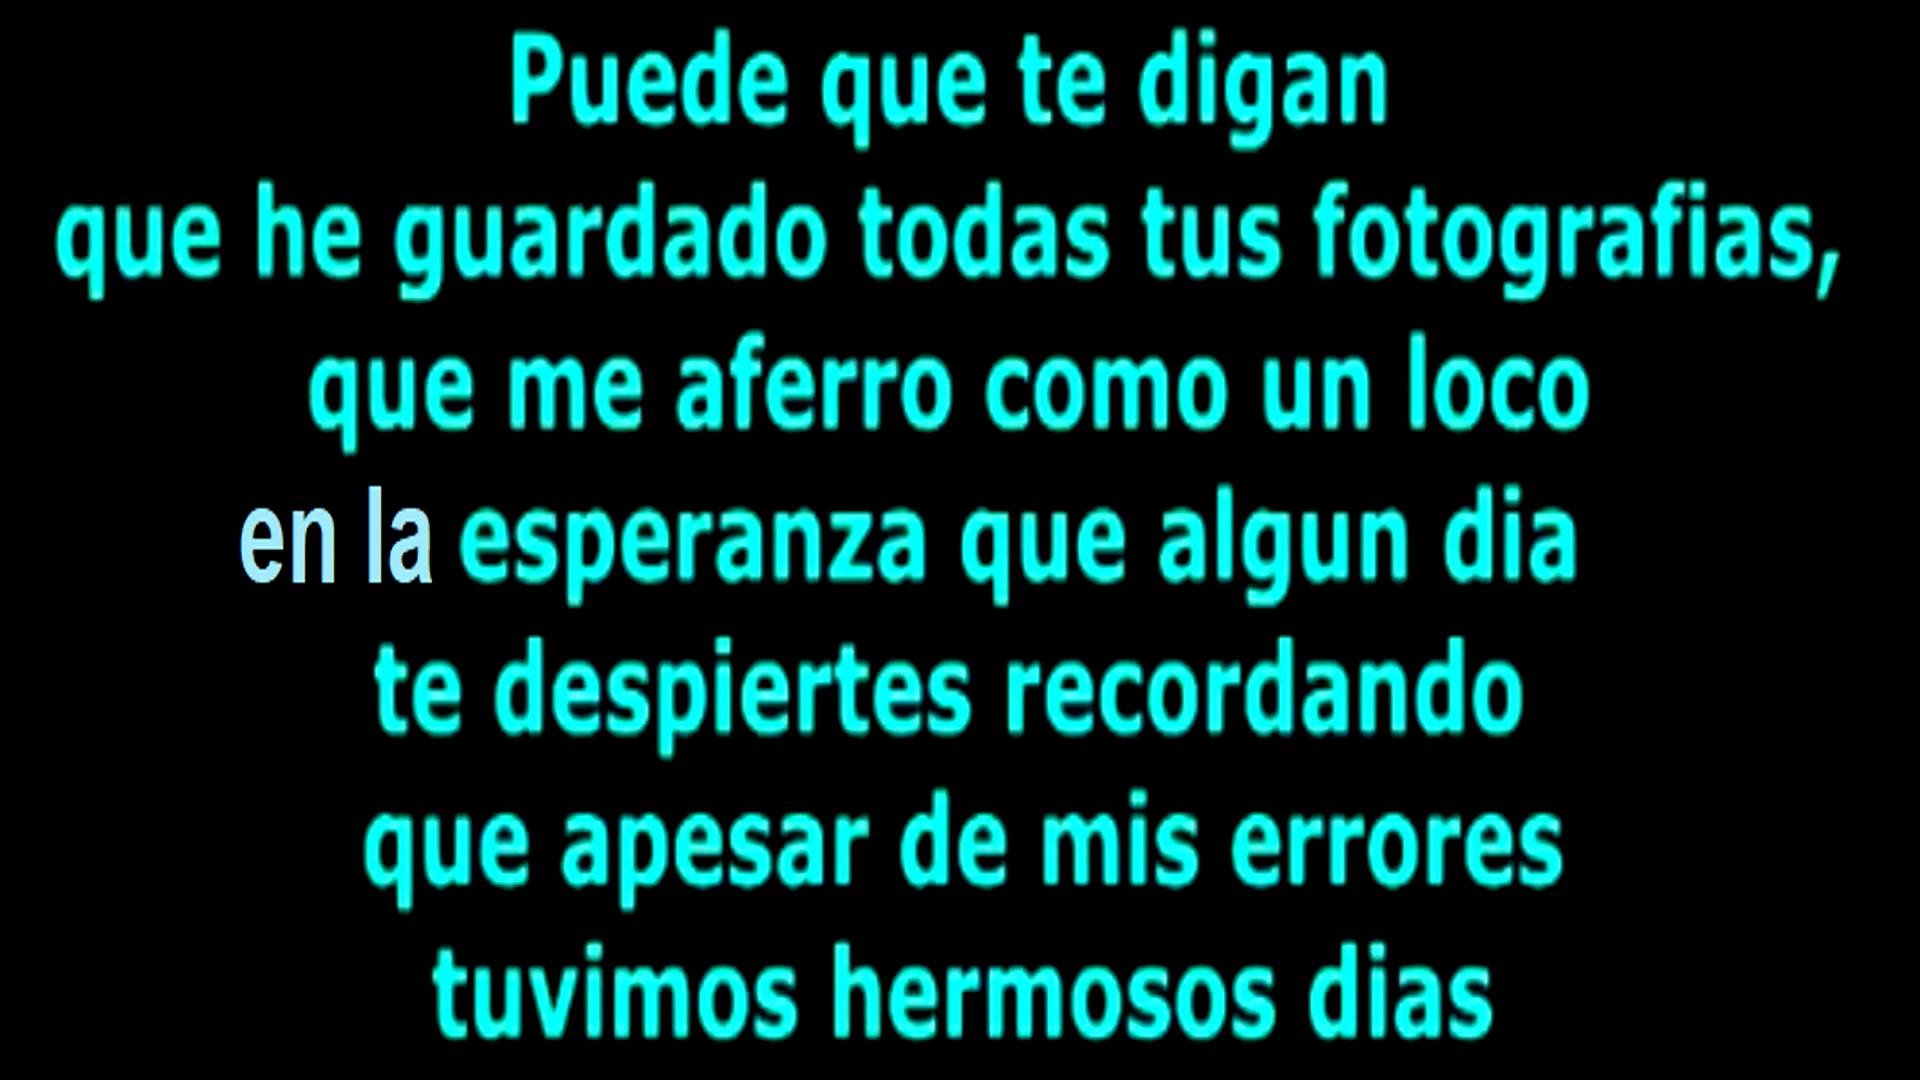 Puede que te digan
que he guardado todas tus fotografias,
que me aferro como un loco
en la esperanza que algun dia
te despiertes recordando
que apesar de mis errores
tuvimos hermosos dias